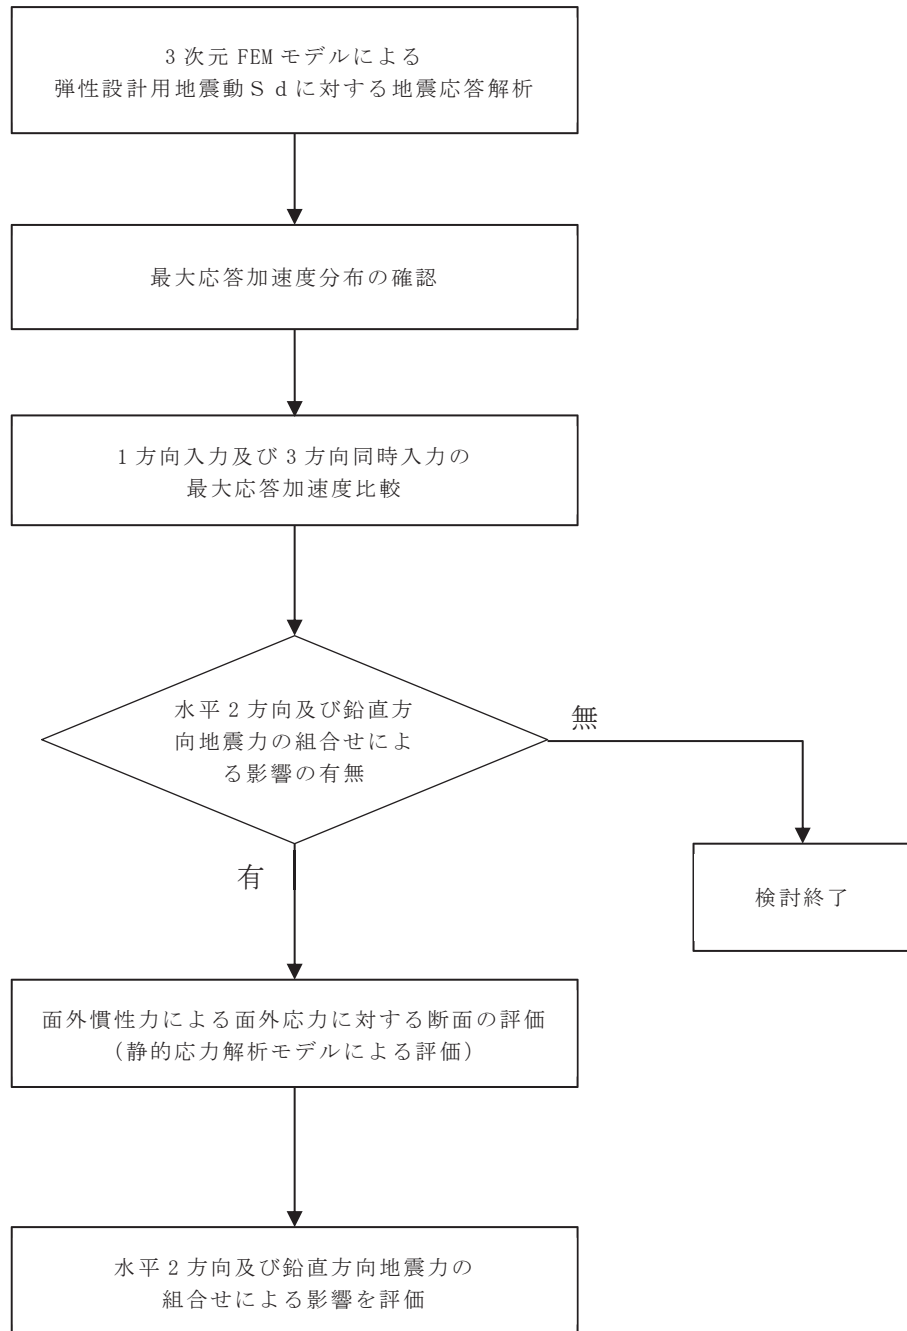 3次元FEMモデルによる
弾性設計用地震動Ｓｄに対する地震応答解析
最大応答加速度分布の確認
1方向入力及び3方向同時入力の
最大応答加速度比較
水平2方向及び鉛直方
向地震力の組合せによ
る影響の有無
無
有
検討終了
面外慣性力による面外応力に対する断面の評価
（静的応力解析モデルによる評価）
水平2方向及び鉛直方向地震力の
組合せによる影響を評価